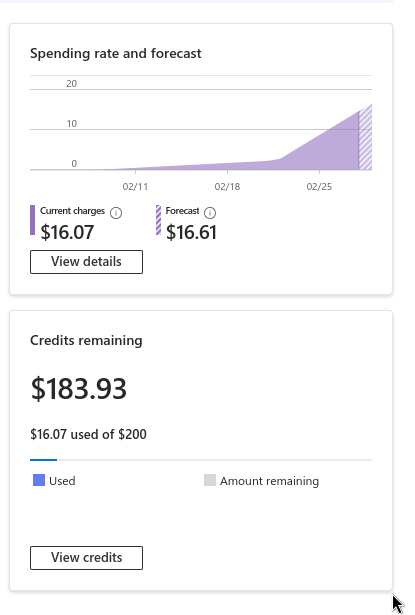 Spending rate and forecast
20
10
0
02/11 02/18 02/25
Current charges Forecast
$16.07 $16.61
View details
Credits remaining
$183.93
$16.07 used of $200
Used Amount remaining
View credits